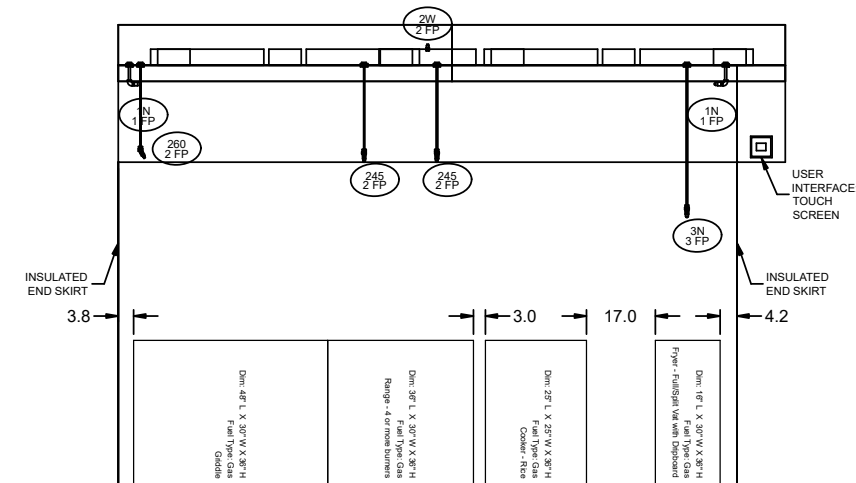 2W
2 FP
1N
1 FP
260
2 FP
245
2 FP
245
2 FP
1N
1 FP
3N
3 FP
USER
INTERFACE
TOUCH
SCREEN
INSULATED
END SKIRT
INSULATED
END SKIRT
3.8
3.0
17.0
4.2
Dim: 48" L X 30" W X 36" H
Fuel Type: Gas
Griddle
Dim: 36" L X 30" W X 36" H
Fuel Type: Gas
Range - 4 or more burners
Dim: 25" L X 25" W X 36" H
Fuel Type: Gas
Cooker - Rice
Dim: 16" L X 30" W X 36" H
Fuel Type: Gas
Fryer - Full/Split Vat with Dripboard